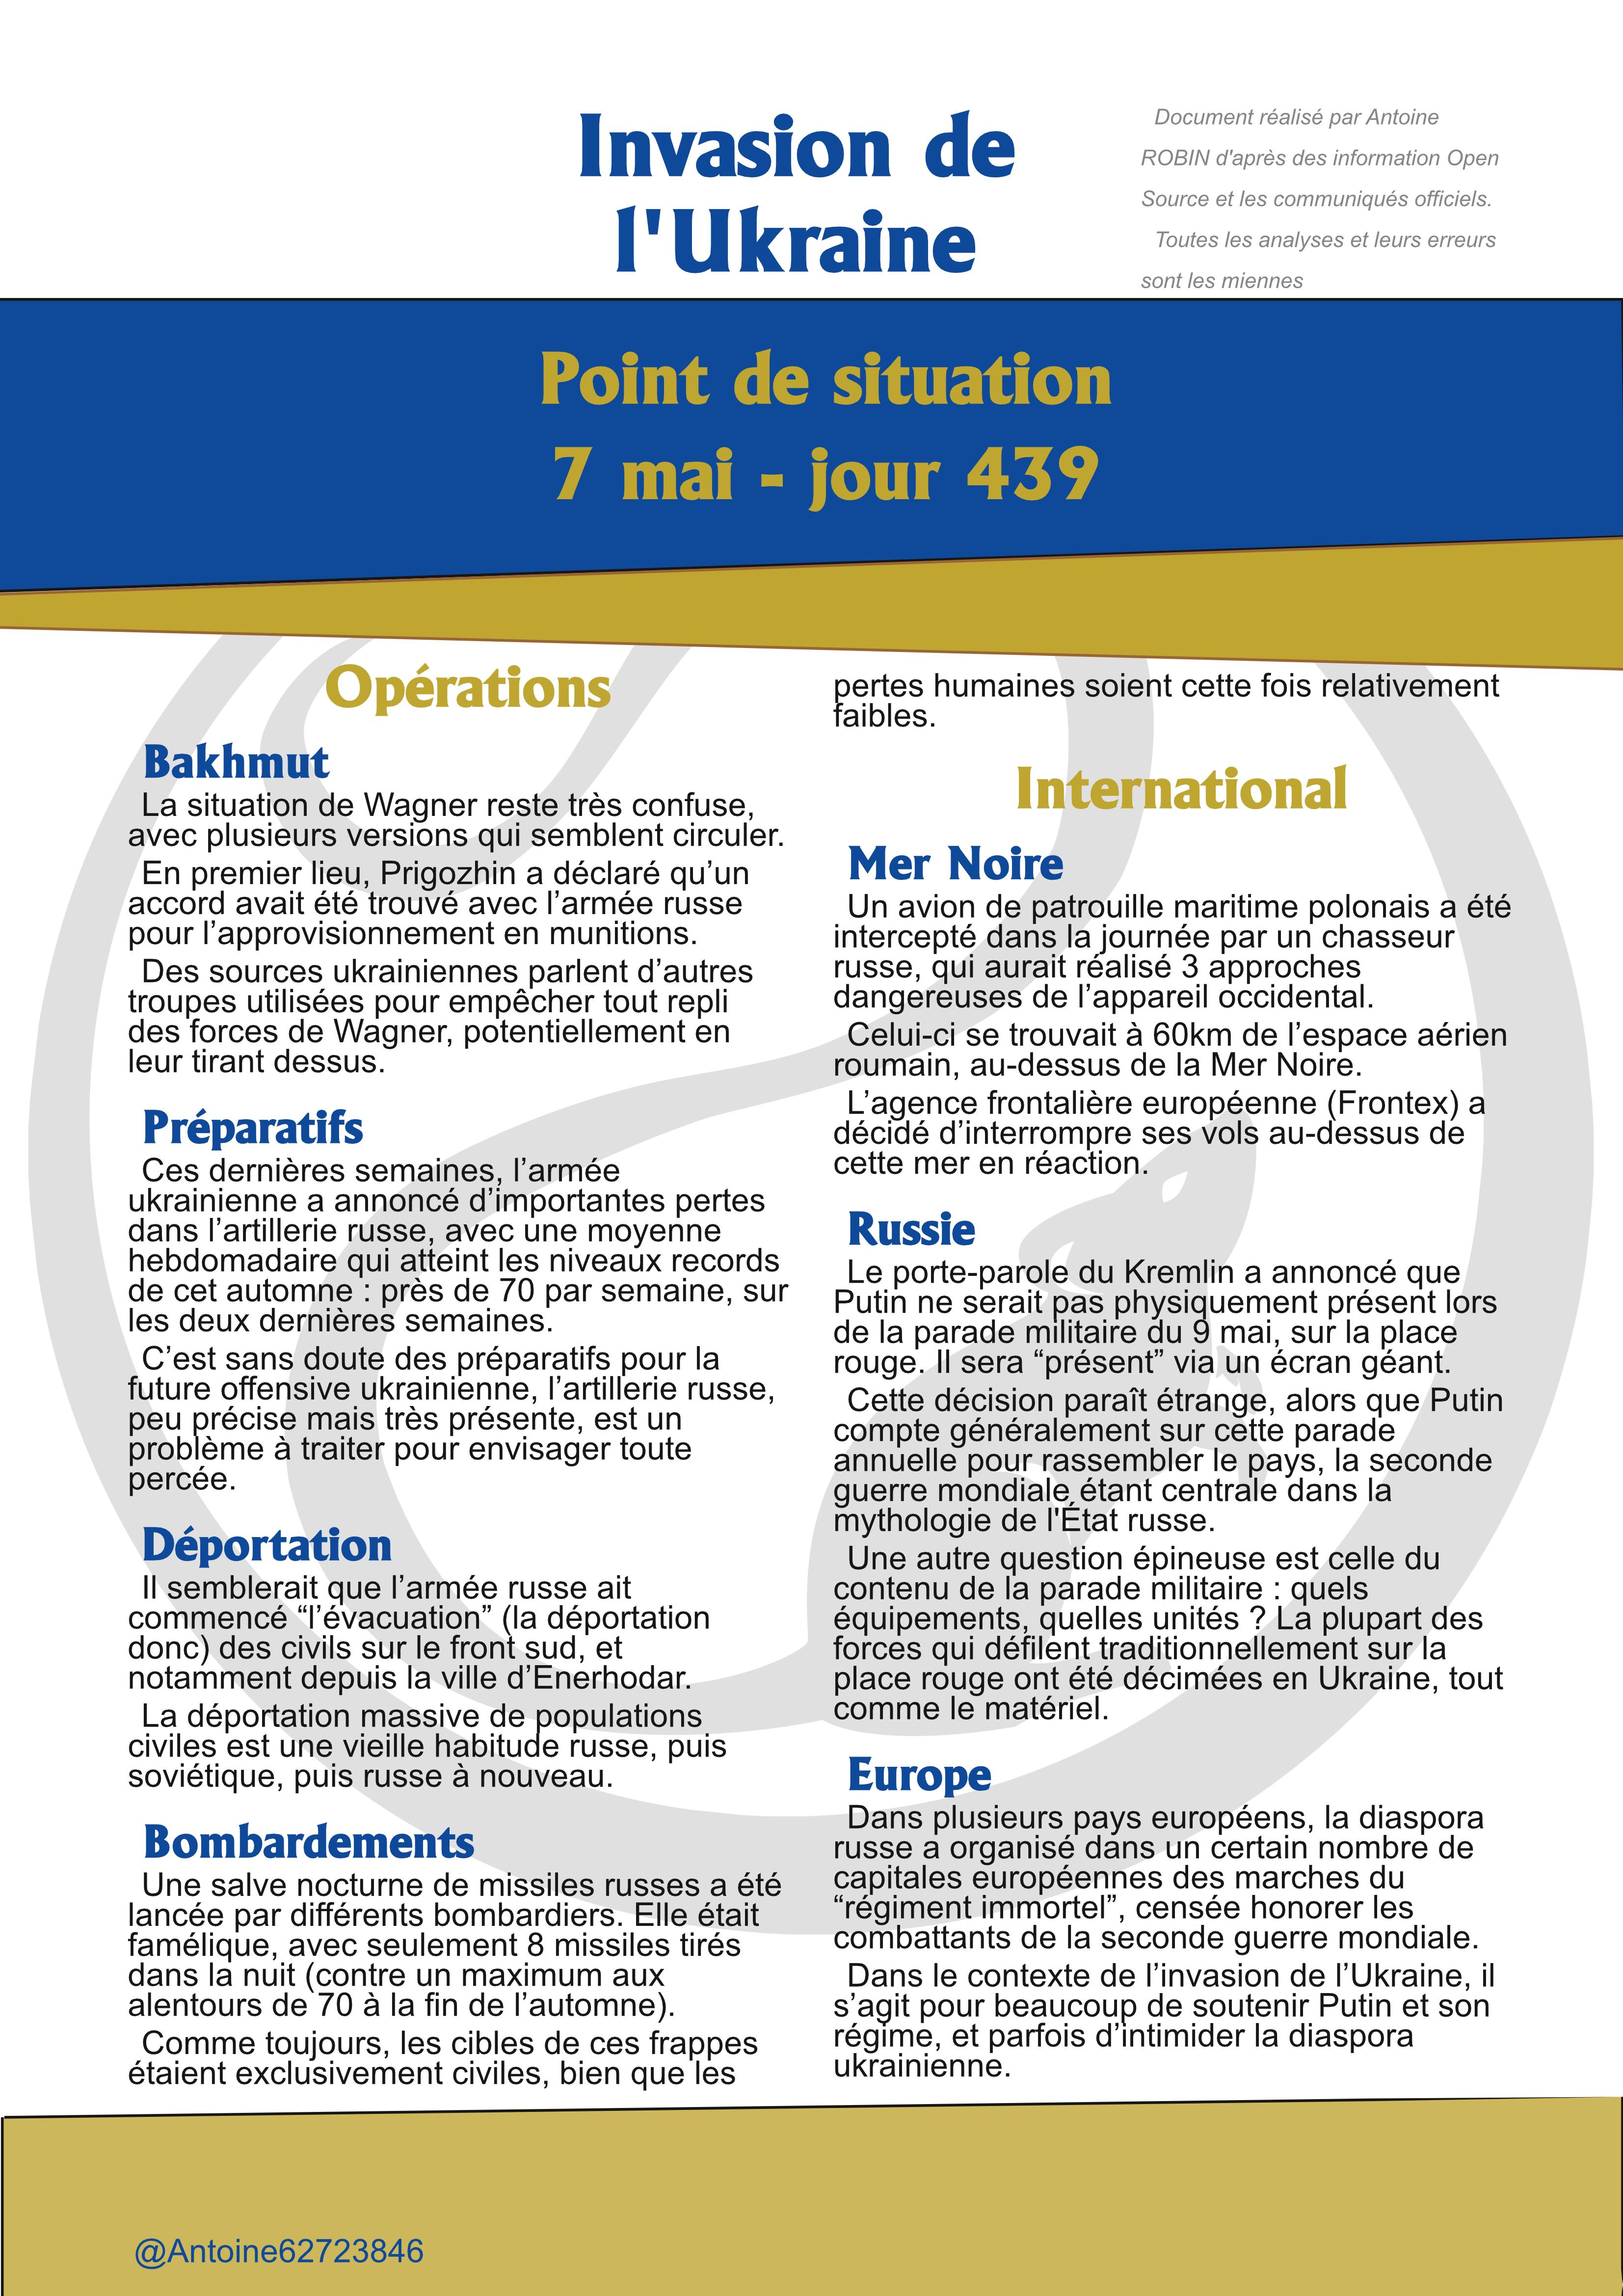 Invasion de
l'Ukraine
Document réalisé par Antoine
ROBIN d'après des information Open
Source et les communiqués officiels.
Toutes les analyses et leurs erreurs
sont les miennes
Point de situation
7 mai - jour 439
Opérations
Bakhmut
La situation de Wagner reste très confuse,
avec plusieurs versions qui semblent circuler.
En premier lieu, Prigozhin a déclaré qu’un
accord avait été trouvé avec l’armée russe
pour l’approvisionnement en munitions.
Des sources ukrainiennes parlent d’autres
troupes utilisées pour empêcher tout repli
des forces de Wagner, potentiellement en
leur tirant dessus.
Préparatifs
Ces dernières semaines, l’armée
ukrainienne a annoncé d’importantes pertes
dans l’artillerie russe, avec une moyenne
hebdomadaire qui atteint les niveaux records
de cet automne : près de 70 par semaine, sur
les deux dernières semaines.
C’est sans doute des préparatifs pour la
future offensive ukrainienne, l’artillerie russe,
peu précise mais très présente, est un
problème à traiter pour envisager toute
percée.
Déportation
Il semblerait que l’armée russe ait
commencé “l’évacuation” (la déportation
donc) des civils sur le front sud, et
notamment depuis la ville d’Enerhodar.
La déportation massive de populations
civiles est une vieille habitude russe, puis
soviétique, puis russe à nouveau.
Bombardements
Une salve nocturne de missiles russes a été
lancée par différents bombardiers. Elle était
famélique, avec seulement 8 missiles tirés
dans la nuit (contre un maximum aux
alentours de 70 à la fin de l’automne).
Comme toujours, les cibles de ces frappes
étaient exclusivement civiles, bien que les
pertes humaines soient cette fois relativement
faibles.
International
Mer Noire
Un avion de patrouille maritime polonais a été
intercepté dans la journée par un chasseur
russe, qui aurait réalisé 3 approches
dangereuses de l’appareil occidental.
Celui-ci se trouvait à 60km de l’espace aérien
roumain, au-dessus de la Mer Noire.
L’agence frontalière européenne (Frontex) a
décidé d’interrompre ses vols au-dessus de
cette mer en réaction.
Russie
Le porte-parole du Kremlin a annoncé que
Putin ne serait pas physiquement présent lors
de la parade militaire du 9 mai, sur la place
rouge. Il sera “présent” via un écran géant.
Cette décision paraît étrange, alors que Putin
compte généralement sur cette parade
annuelle pour rassembler le pays, la seconde
guerre mondiale étant centrale dans la
mythologie de l'État russe.
Une autre question épineuse est celle du
contenu de la parade militaire : quels
équipements, quelles unités ? La plupart des
forces qui défilent traditionnellement sur la
place rouge ont été décimées en Ukraine, tout
comme le matériel.
Europe
Dans plusieurs pays européens, la diaspora
russe a organisé dans un certain nombre de
capitales européennes des marches du
“régiment immortel”, censée honorer les
combattants de la seconde guerre mondiale.
Dans le contexte de l’invasion de l’Ukraine, il
s’agit pour beaucoup de soutenir Putin et son
régime, et parfois d’intimider la diaspora
ukrainienne.
@Antoine62723846